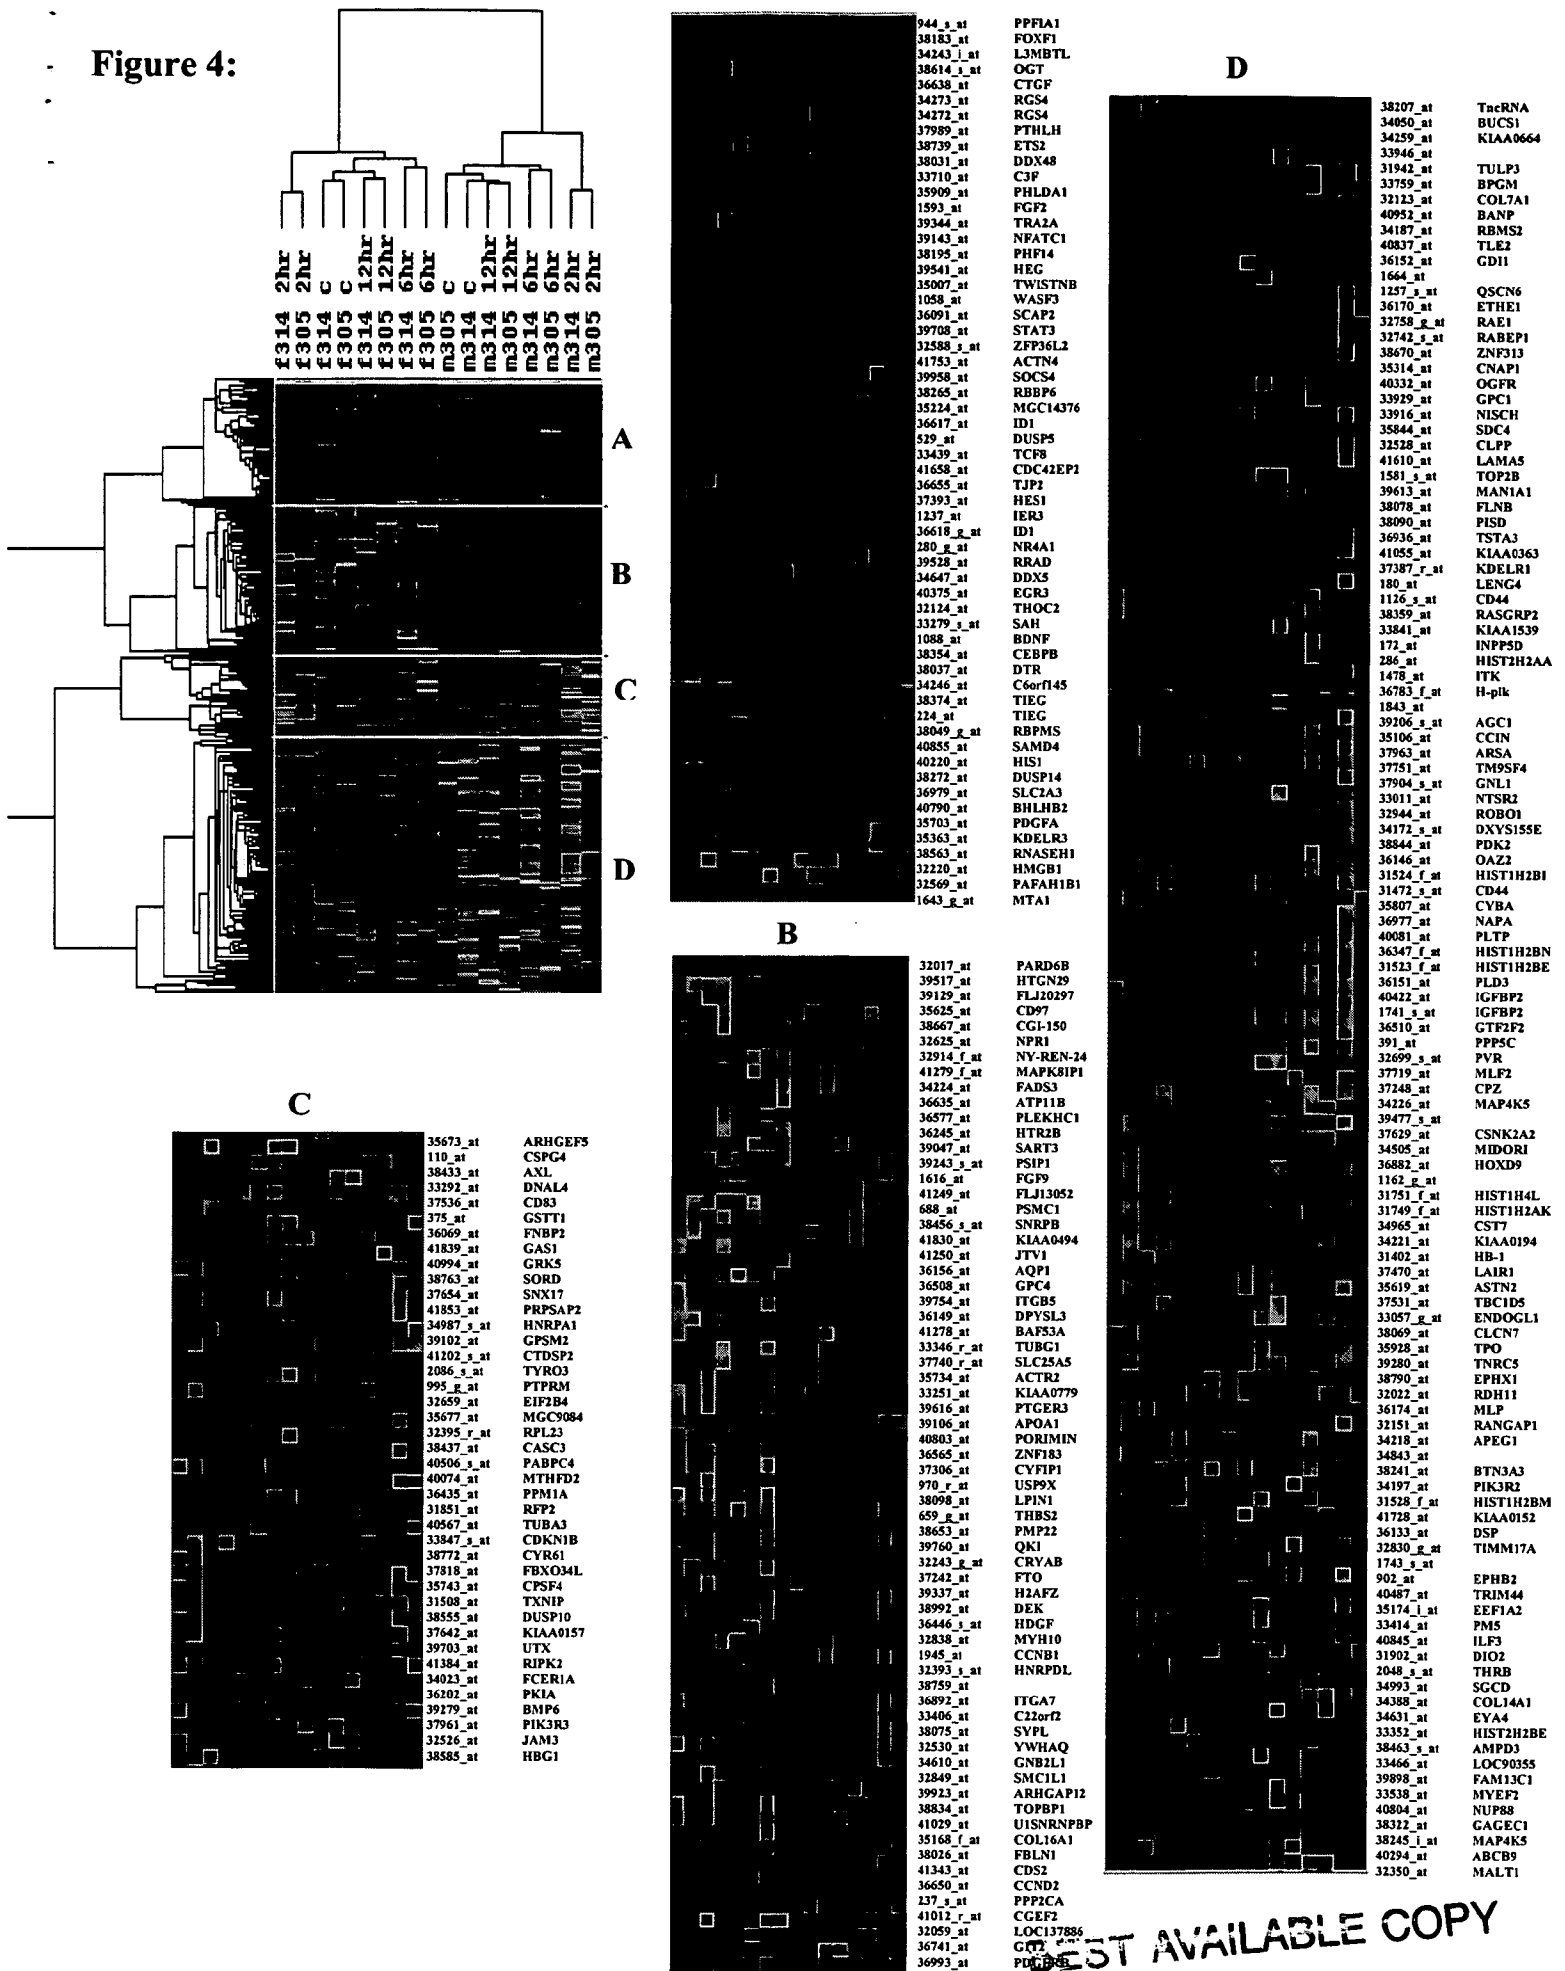 Figure 4:
f314 2hr
f305 2hr
f314 c
f305 c
f314 12hr
f305 12hr
f314 6hr
f305 6hr
m305 c
m314 c
m314 12hr
m305 12hr
m314 6hr
m305 6hr
m314 2hr
m305 2hr
A
B
C
D
944_s_at PPFIA1
38183_at FOXF1
34243_i_at L3MBTL
38614_s_at OGT
36638_at CTGF
34273_at RGS4
34272_at RGS4
37989_at PTHLH
38739_at ETS2
38031_at DDX48
33710_at C3F
35909_at PHLDA1
1593_at FGF2
39344_at TRA2A
39143_at NFATC1
38195_at PHF14
39541_at HEG
35007_at TWISTNB
1058_at WASF3
36091_at SCAP2
39708_at STAT3
32588_s_at ZFP36L2
41753_at ACTN4
39958_at SOCS4
38265_at RBBP6
35224_at MGC14376
36617_at ID1
529_at DUSP5
33439_at TCF8
41658_at CDC42EP2
36655_at TJP2
37393_at HES1
1237_at IER3
36618_g_at ID1
280_g_at NR4A1
39528_at RRAD
34647_at DDX5
40375_at EGR3
32124_at THOC2
33279_s_at SAH
1088_at BDNF
38354_at CEBPB
38037_at DTR
34246_at C6orf145
38374_at TIEG
224_at TIEG
38049_g_at RBPMS
40855_at SAMD4
40220_at HIS1
38272_at DUSP14
36979_at SLC2A3
40790_at BHLHB2
35703_at PDGFA
35363_at KDELR3
38563_at RNASEH1
32220_at HMGB1
32569_at PAFAH1B1
1643_g_at MTA1
B
32017_at PARD6B
39517_at HTGN29
39129_at FLJ20297
35625_at CD97
38667_at CGI-150
32625_at NPR1
32914_f_at NY-REN-24
41279_f_at MAPK8IP1
34224_at FADS3
36635_at ATP11B
36577_at PLEKHC1
36245_at HTR2B
39047_at SART3
39243_s_at PSIP1
1616_at FGF9
41249_at FLJ13052
688_at PSMC1
38456_s_at SNRPB
41830_at KIAA0494
41250_at JTV1
36156_at AQP1
36508_at GPC4
39754_at ITGB5
36149_at DPYSL3
41278_at BAF53A
33346_r_at TUBG1
37740_r_at SLC25A5
35734_at ACTR2
33251_at KIAA0779
39616_at PTGER3
39106_at APOA1
40803_at PORIMIN
36565_at ZNF183
37306_at CYFIP1
970_r_at USP9X
38098_at LPIN1
659_g_at THBS2
38653_at PMP22
39760_at QKI
32243_g_at CRYAB
37242_at FTO
39337_at H2AFZ
38992_at DEK
36446_s_at HDGF
32838_at MYH10
1945_at CCNB1
32393_s_at HNRPDL
38759_at
36892_at ITGA7
33406_at C22orf2
38075_at SYPL
32530_at YWHAQ
34610_at GNB2L1
32849_at SMC1L1
39923_at ARHGAP12
38834_at TOPBP1
41029_at U1SNRNPBP
35168_f_at COL16A1
38026_at FBLN1
41343_at CDS2
36650_at CCND2
237_s_at PPP2CA
41012_r_at CGEF2
32059_at LOC137886
36741_at
36993_at
C
35673_at ARHGEF5
110_at CSPG4
38433_at AXL
33292_at DNAL4
37536_at CD83
375_at GSTT1
36069_at FNBP2
41839_at GAS1
40994_at GRK5
38763_at SORD
37654_at SNX17
41853_at PRPSAP2
34987_s_at HNRPA1
39102_at GPSM2
41202_s_at CTDSP2
2086_s_at TYRO3
995_g_at PTPRM
32659_at EIF2B4
35677_at MGC9084
32395_r_at RPL23
38437_at CASC3
40506_s_at PABPC4
40074_at MTHFD2
36435_at PPM1A
31851_at RFP2
40567_at TUBA3
33847_s_at CDKN1B
38772_at CYR61
37818_at FBXO34L
35743_at CPSF4
31508_at TXNIP
38555_at DUSP10
37642_at KIAA0157
39703_at UTX
41384_at RIPK2
34023_at FCER1A
36202_at PKIA
39279_at BMP6
37961_at PIK3R3
32526_at JAM3
38585_at HBG1
D
38207_at TncRNA
34050_at BUCS1
34259_at KIAA0664
33946_at
31942_at TULP3
33759_at BPGM
32123_at COL7A1
40952_at BANP
34187_at RBMS2
40837_at TLE2
36152_at GDI1
1664_at
1257_s_at QSCN6
36170_at ETHE1
32758_g_at RAE1
32742_s_at RABEP1
38670_at ZNF313
35314_at CNAP1
40332_at OGFR
33929_at GPC1
33916_at NISCH
35844_at SDC4
32528_at CLPP
41610_at LAMA5
1581_s_at TOP2B
39613_at MAN1A1
38078_at FLNB
38090_at PISD
36936_at TSTA3
41055_at KIAA0363
37387_r_at KDELR1
180_at LENG4
1126_s_at CD44
38359_at RASGRP2
33841_at KIAA1539
172_at INPP5D
286_at HIST2H2AA
1478_at ITK
36783_f_at H-plk
1843_at
39206_s_at AGC1
35106_at CCIN
37963_at ARSA
37751_at TM9SF4
37904_s_at GNL1
33011_at NTSR2
32944_at ROBO1
34172_s_at DXYS155E
38844_at PDK2
36146_at OAZ2
31524_f_at HIST1H2BI
31472_s_at CD44
35807_at CYBA
36977_at NAPA
40081_at PLTP
36347_f_at HIST1H2BN
31523_f_at HIST1H2BE
36151_at PLD3
40422_at IGFBP2
1741_s_at IGFBP2
36510_at GTF2F2
391_at PPP5C
32699_s_at PVR
37719_at MLF2
37248_at CPZ
34226_at MAP4K5
39477_s_at
37629_at CSNK2A2
34505_at MIDORI
36882_at HOXD9
1162_g_at
31751_f_at HIST1H4L
31749_f_at HIST1H2AK
34965_at CST7
34221_at KIAA0194
31402_at HB-1
37470_at LAIR1
35619_at ASTN2
37531_at TBC1D5
33057_g_at ENDOGL1
38069_at CLCN7
35928_at TPO
39280_at TNRC5
38790_at EPHX1
32022_at RDH11
36174_at MLP
32151_at RANGAP1
34218_at APEG1
34843_at
38241_at BTN3A3
34197_at PIK3R2
31528_f_at HIST1H2BM
41728_at KIAA0152
36133_at DSP
32830_g_at TIMM17A
1743_s_at
902_at EPHB2
40487_at TRIM44
35174_i_at EEF1A2
33414_at PM5
40845_at ILF3
31902_at DIO2
2048_s_at THRB
34993_at SGCD
34388_at COL14A1
34631_at EYA4
33352_at HIST2H2BE
38463_s_at AMPD3
33466_at LOC90355
39898_at FAM13C1
33538_at MYEF2
40804_at NUP88
38322_at GAGEC1
38245_i_at MAP4K5
40294_at ABCB9
32350_at MALT1
BEST AVAILABLE COPY